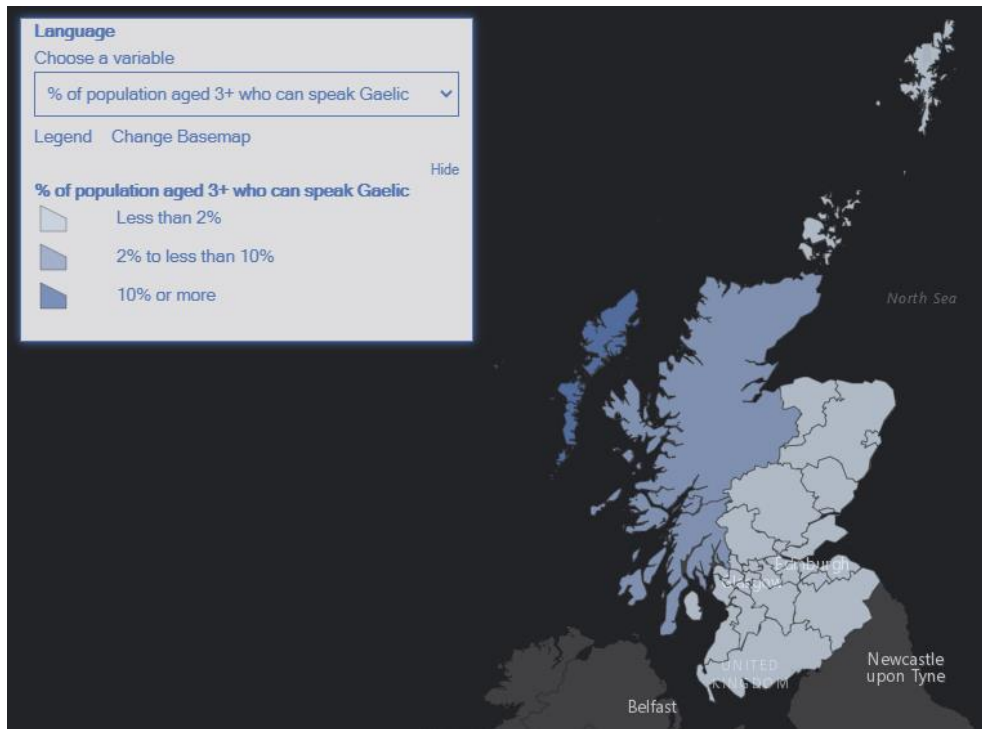 Language
Choose a variable
% of population aged 3+ who can speak Gaelic
Legend Change Basemap
Hide
% of population aged 3+ who can speak Gaelic
Less than 2%
2% to less than 10%
10% or more
North Sea
Edinburgh
Glasgow
UNITED
KINGDOM
Newcastle
upon Tyne
Belfast